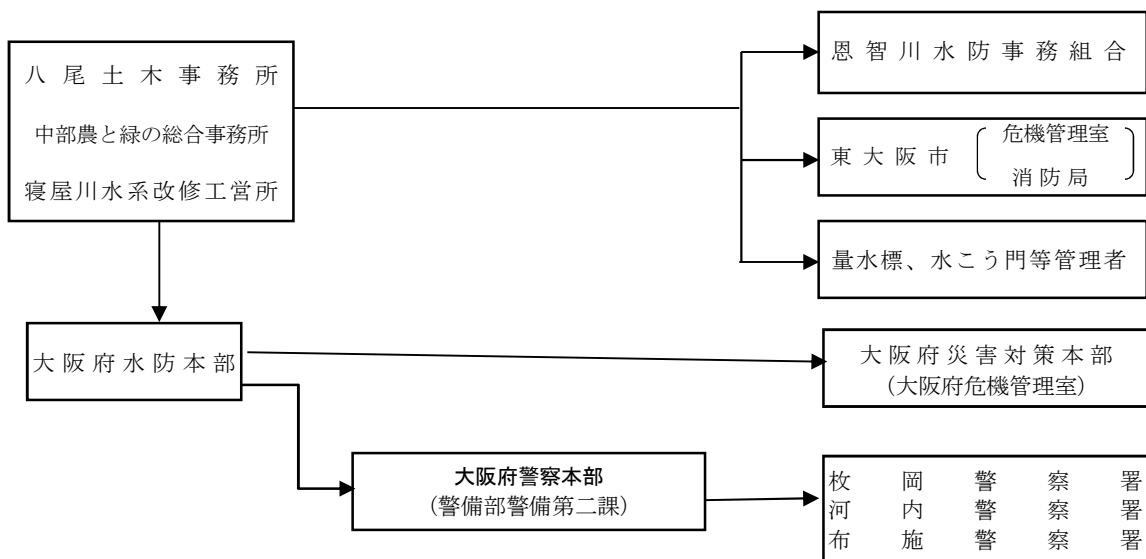 八尾土木事務所
中部農と緑の総合事務所
寝屋川水系改修工営所
恩智川水防事務組合
東大阪市
危機管理室
消防局
量水標、水こう門等管理者
大阪府水防本部
大阪府災害対策本部
(大阪府危機管理室)
大阪府警察本部
(警備部警備第二課)
枚岡警察署
河内警察署
布施警察署